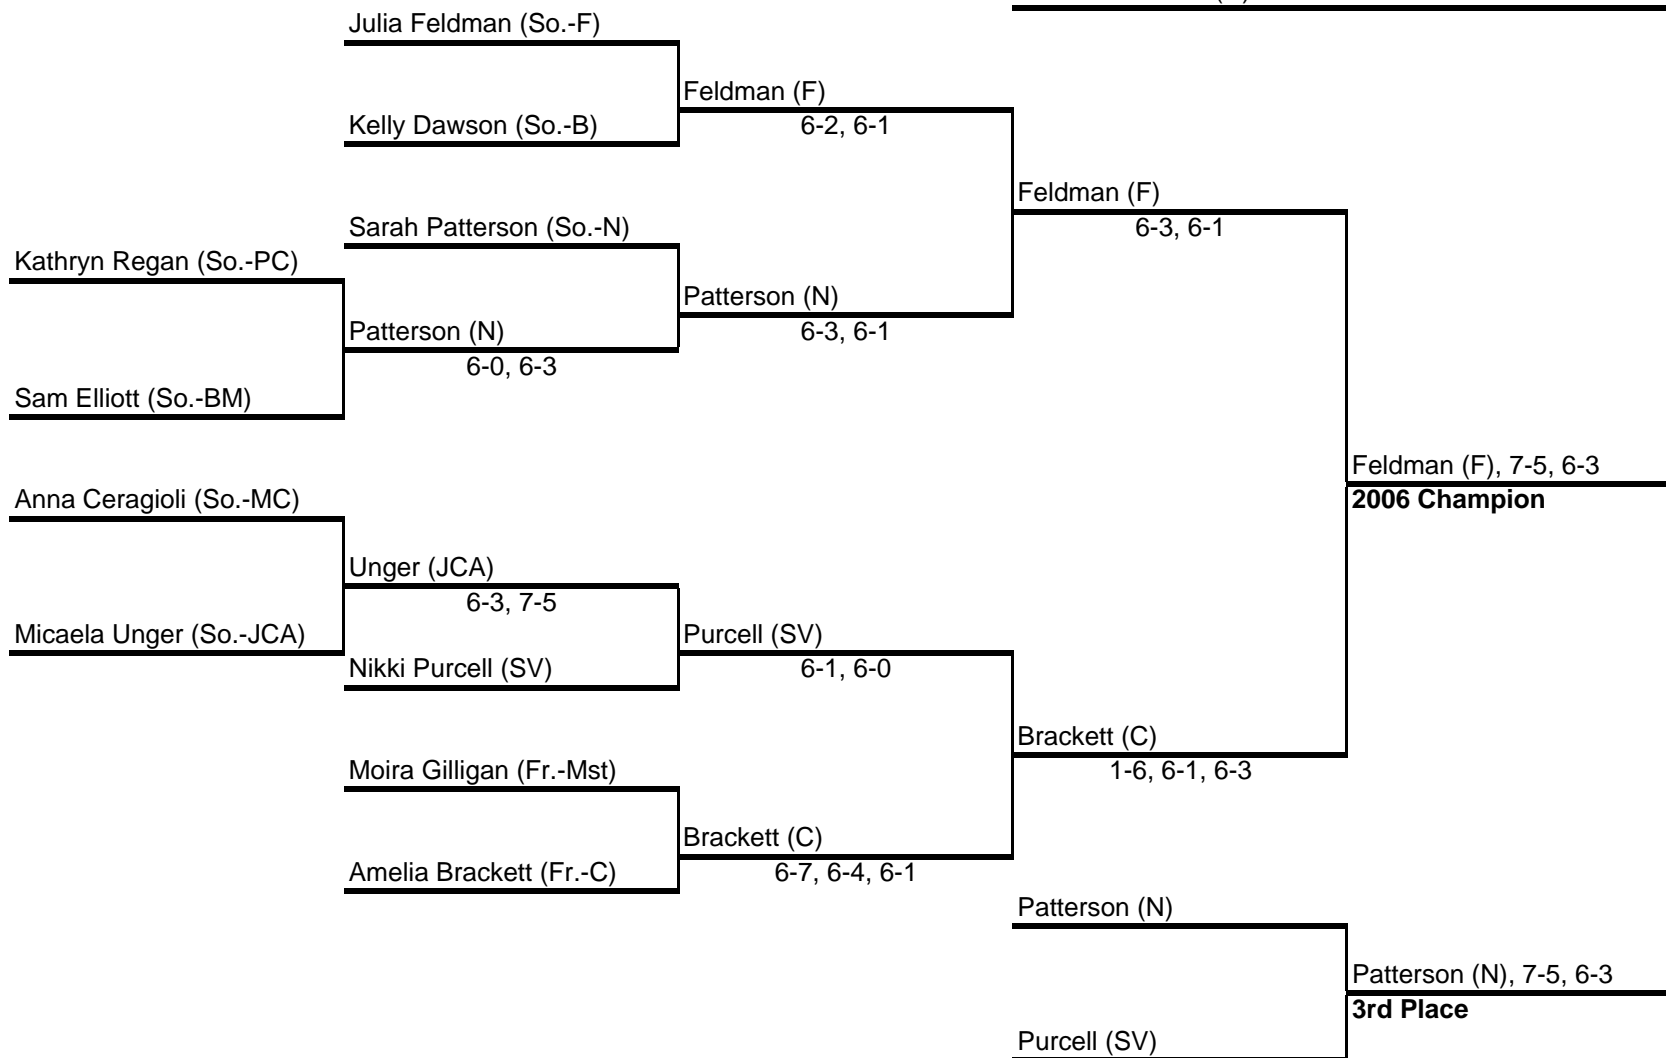 Julia Feldman (So.-F)
Feldman (F)
Kelly Dawson (So.-B)
6-2, 6-1
Feldman (F)
Sarah Patterson (So.-N)
6-3, 6-1
Kathryn Regan (So.-PC)
Patterson (N)
Patterson (N)
6-3, 6-1
6-0, 6-3
Sam Elliott (So.-BM)
Feldman (F), 7-5, 6-3
Anna Ceragioli (So.-MC)
2006 Champion
Unger (JCA)
6-3, 7-5
Micaela Unger (So.-JCA)
Purcell (SV)
Nikki Purcell (SV)
6-1, 6-0
Brackett (C)
Moira Gilligan (Fr.-Mst)
1-6, 6-1, 6-3
Brackett (C)
Amelia Brackett (Fr.-C)
6-7, 6-4, 6-1
Patterson (N)
Patterson (N), 7-5, 6-3
3rd Place
Purcell (SV)